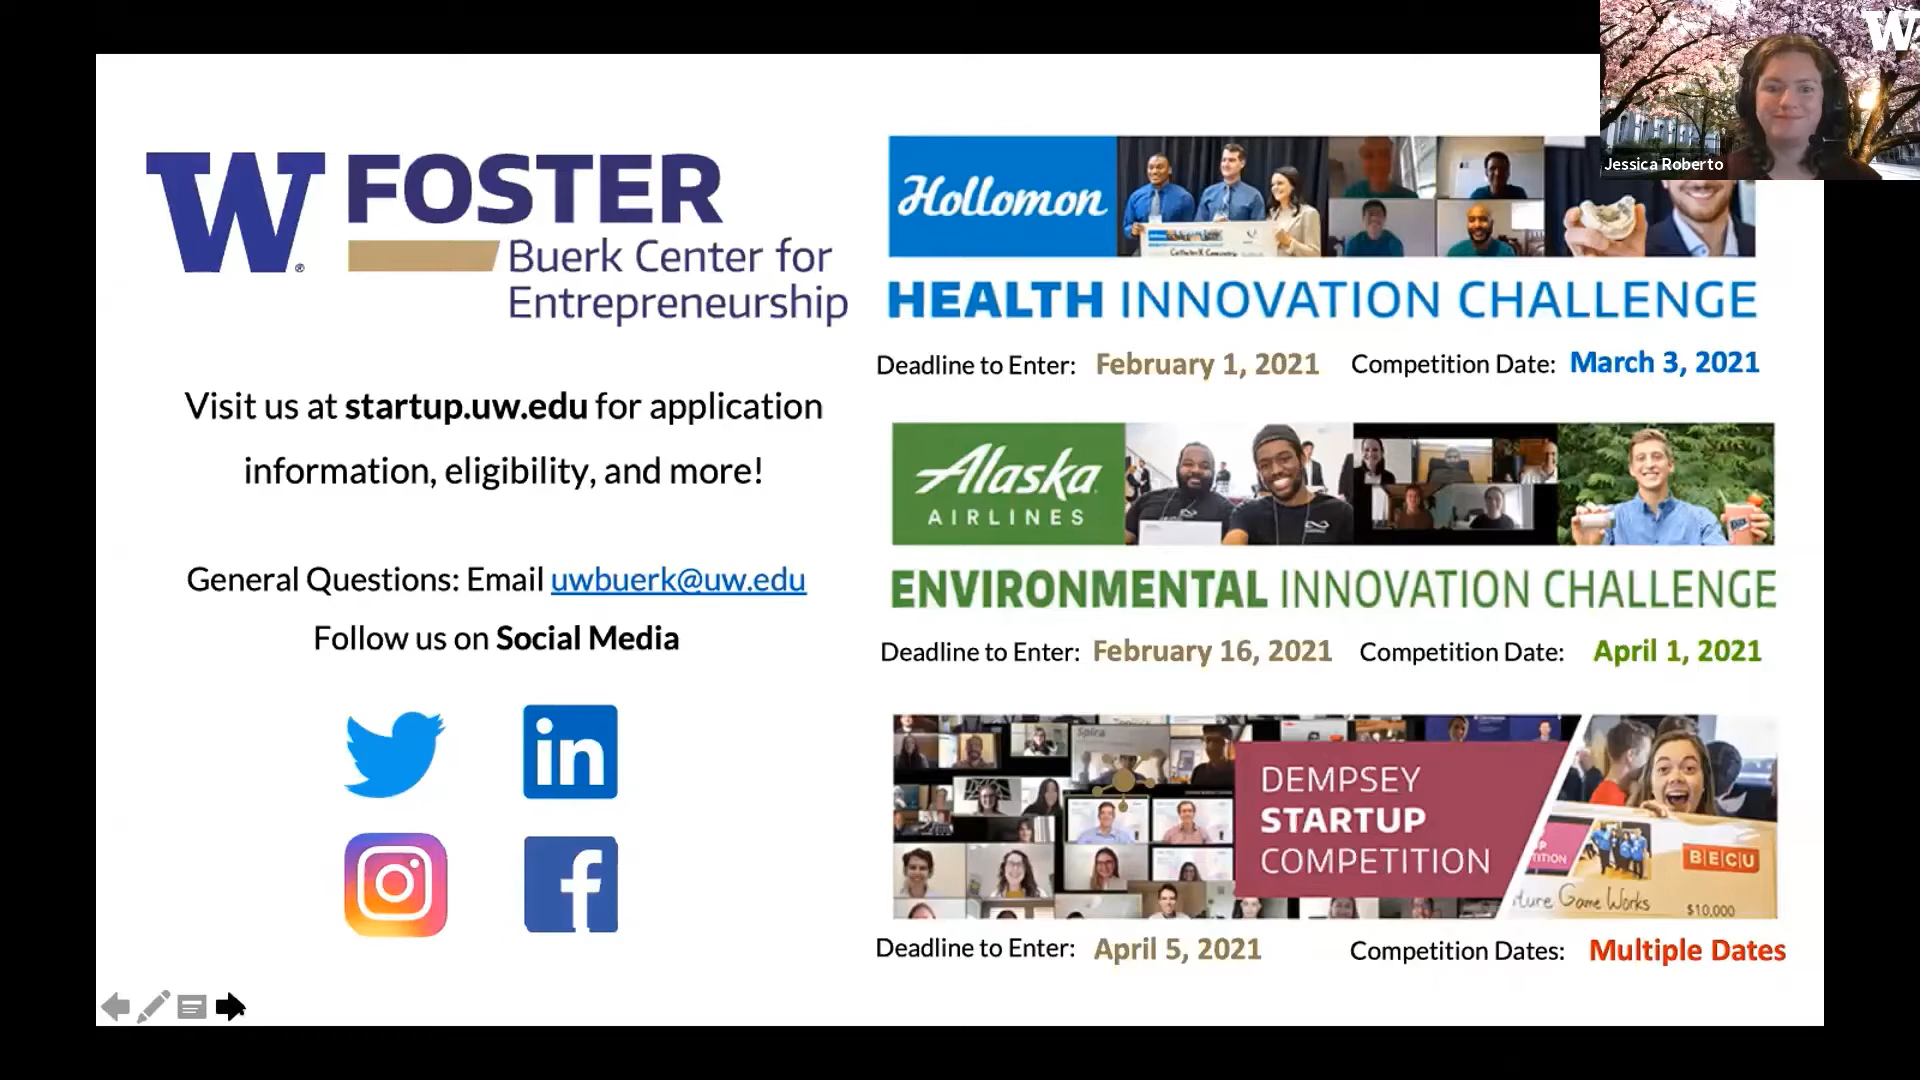 W
Jessica Roberto
W FOSTER
Buerk Center for
Entrepreneurship
Visit us at startup.uw.edu for application
information, eligibility, and more!
General Questions: Email uwbuerk@uw.edu
Follow us on Social Media
in
f
Hollomon
HEALTH INNOVATION CHALLENGE
Deadline to Enter: February 1, 2021 Competition Date: March 3, 2021
Alaska
AIRLINES
ENVIRONMENTAL INNOVATION CHALLENGE
Deadline to Enter: February 16, 2021 Competition Date: April 1, 2021
Spira
DEMPSEY
STARTUP
COMPETITION
BECU
Game Works
$10,000
Deadline to Enter: April 5, 2021 Competition Dates: Multiple Dates